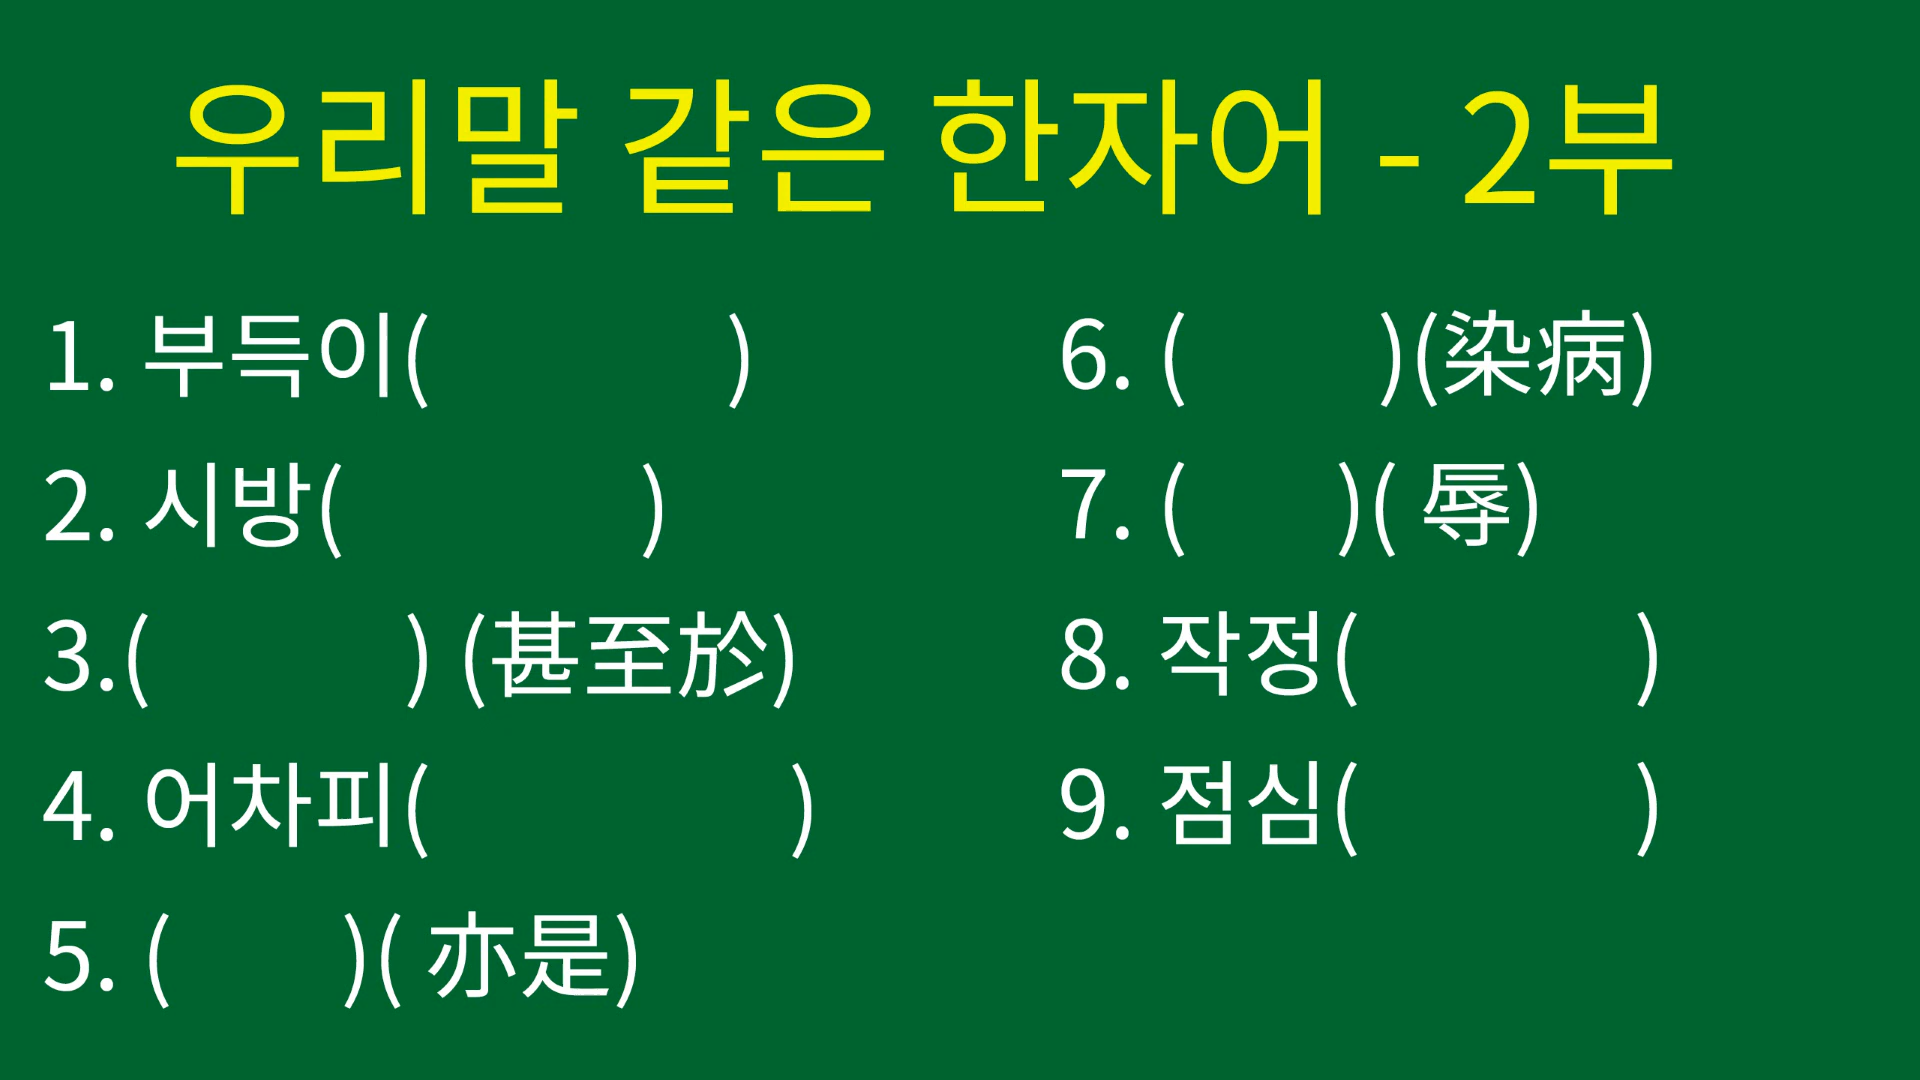 우리말 같은 한자어 - 2부
1. 부득이(          )
2. 시방(          )
3.(          ) (甚至於)
4. 어차피(          )
5. (       )( 亦是)
6. (       )(染病)
7. (      )( 辱)
8. 작정(          )
9. 점심(          )